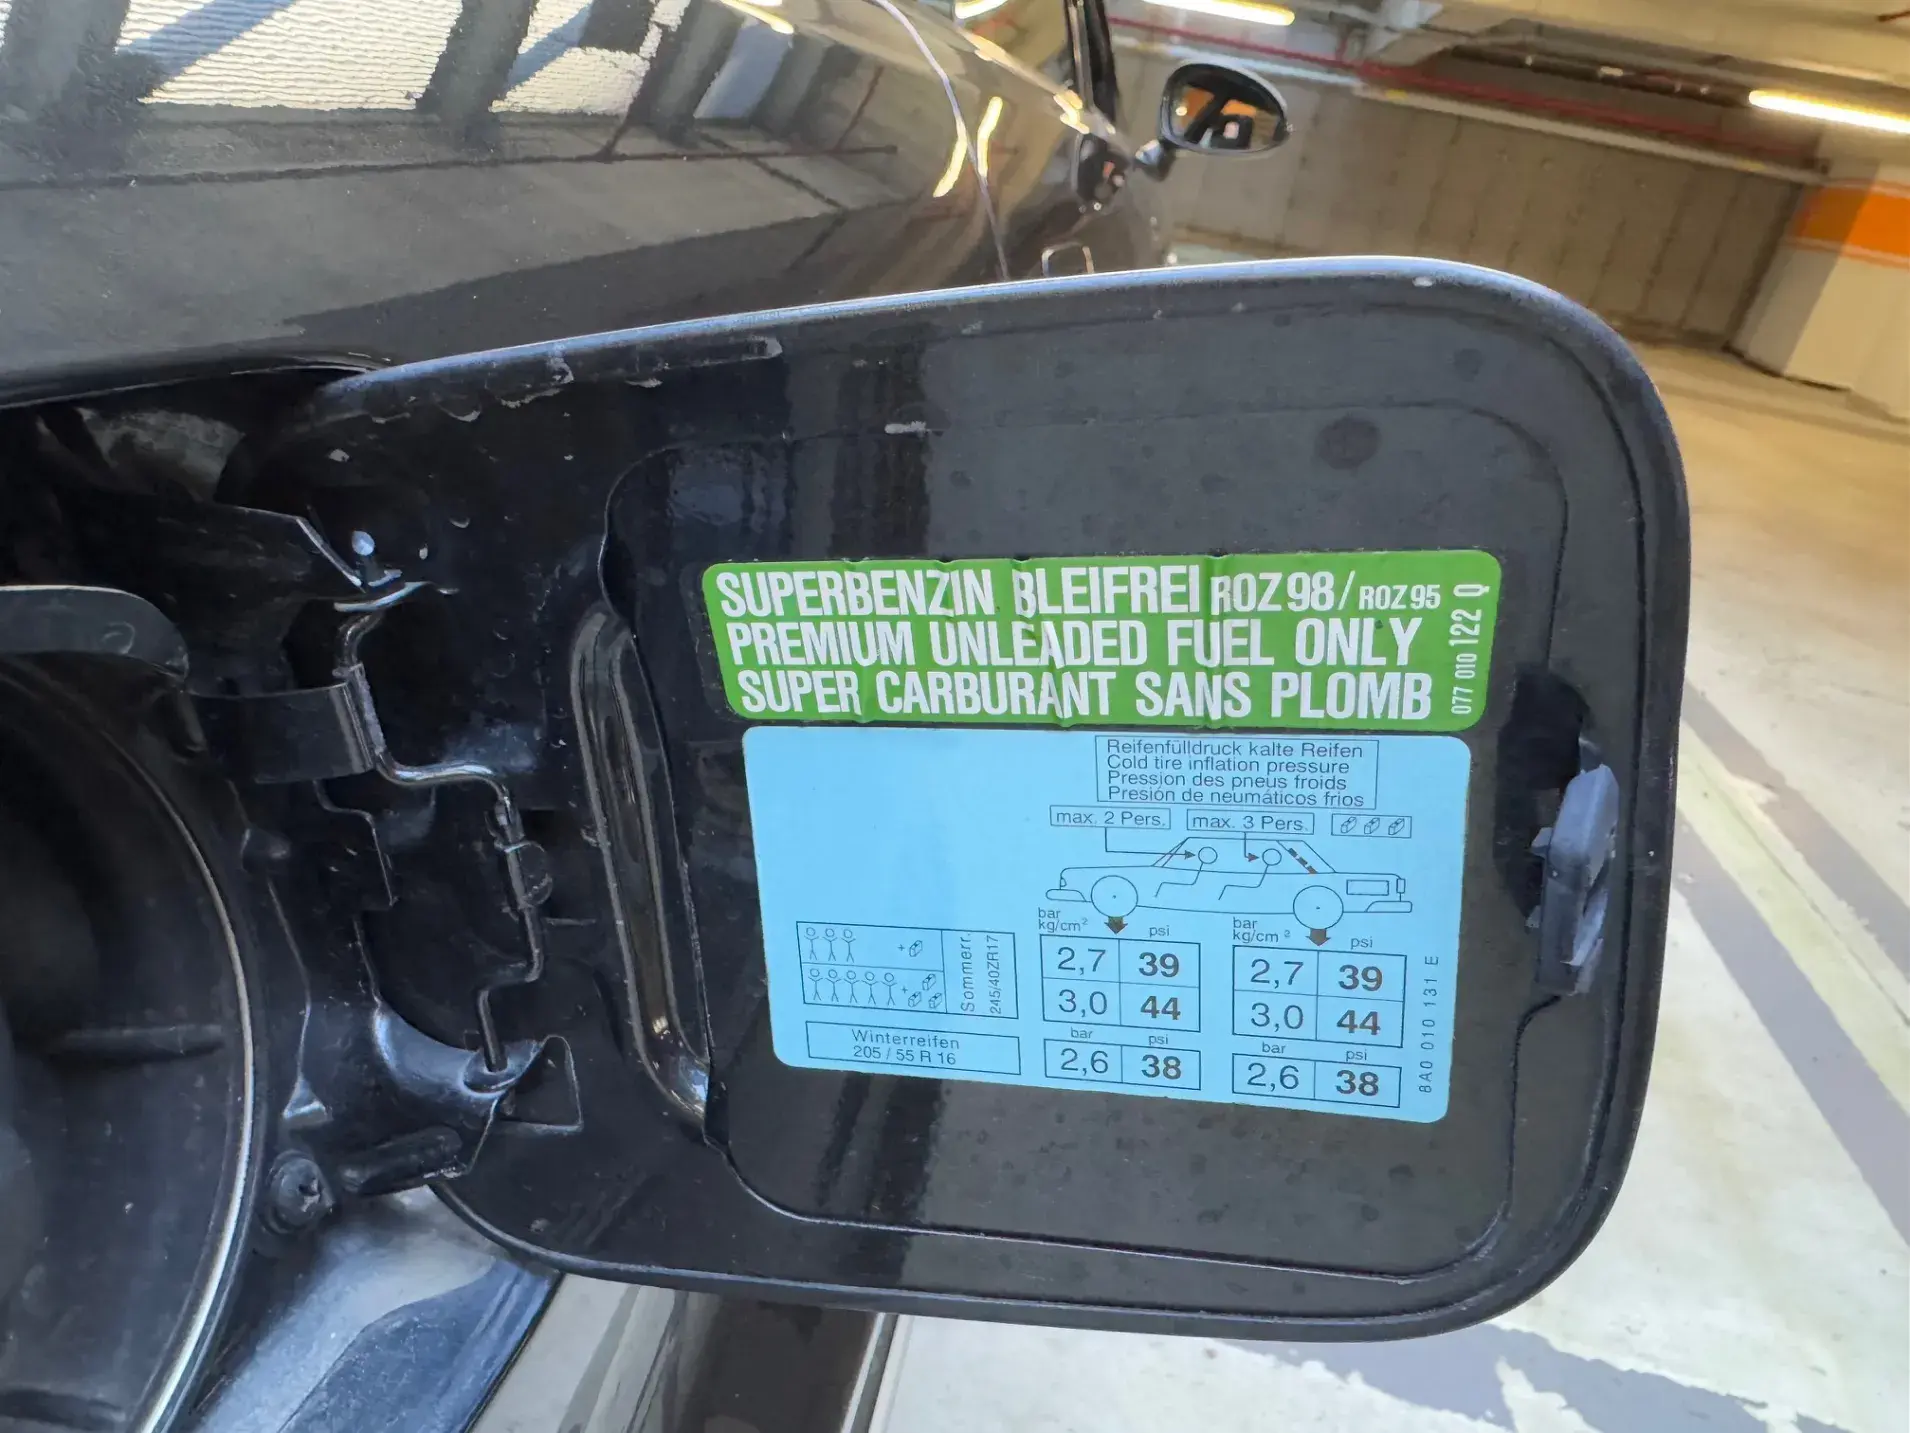 SUPERBENZIN BLEIFREI ROZ 98 / ROZ 95
PREMIUM UNLEADED FUEL ONLY
SUPER CARBURANT SANS PLOMB
077 010 122 Q
Reifenfülldruck kalte Reifen
Cold tire inflation pressure
Pression des pneus froids
Presión de neumáticos frios
max. 2 Pers. max. 3 Pers.
bar psi bar psi
kg/cm² kg/cm²
+ Sommerr. 245/40ZR17 2,7 39 2,7 39
+ 3,0 44 3,0 44
bar psi bar psi
Winterreifen
205 / 55 R 16 2,6 38 2,6 38
8A0 010 131 E